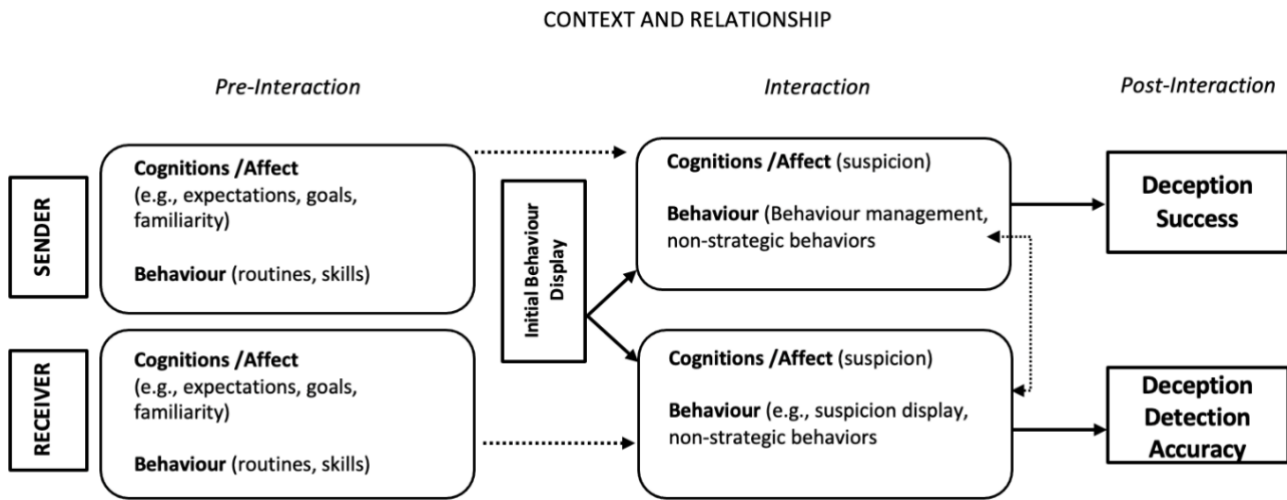 CONTEXT AND RELATIONSHIP
Pre-Interaction
Interaction
Post-Interaction
SENDER
Cognitions /Affect
(e.g., expectations, goals,
familiarity)
Behaviour (routines, skills)
Initial Behaviour
Display
Cognitions /Affect (suspicion)
Behaviour (Behaviour management,
non-strategic behaviors
Deception
Success
RECEIVER
Cognitions /Affect
(e.g., expectations, goals,
familiarity)
Behaviour (routines, skills)
Cognitions /Affect (suspicion)
Behaviour (e.g., suspicion display,
non-strategic behaviors
Deception
Detection
Accuracy